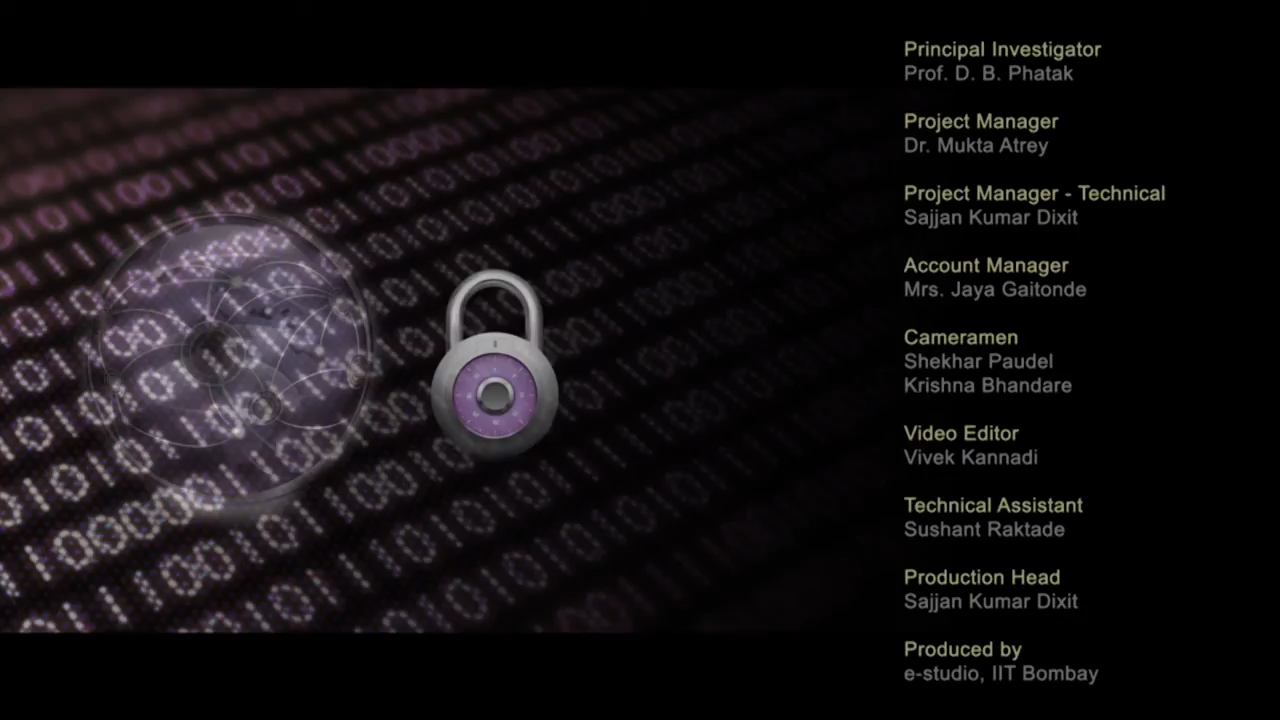 Principal Investigator
Prof. D. B. Phatak
Project Manager
Dr. Mukta Atrey
Project Manager - Technical
Sajjan Kumar Dixit
Account Manager
Mrs. Jaya Gaitonde
Cameramen
Shekhar Paudel
Krishna Bhandare
Video Editor
Vivek Kannadi
Technical Assistant
Sushant Raktade
Production Head
Sajjan Kumar Dixit
Produced by
e-studio, IIT Bombay